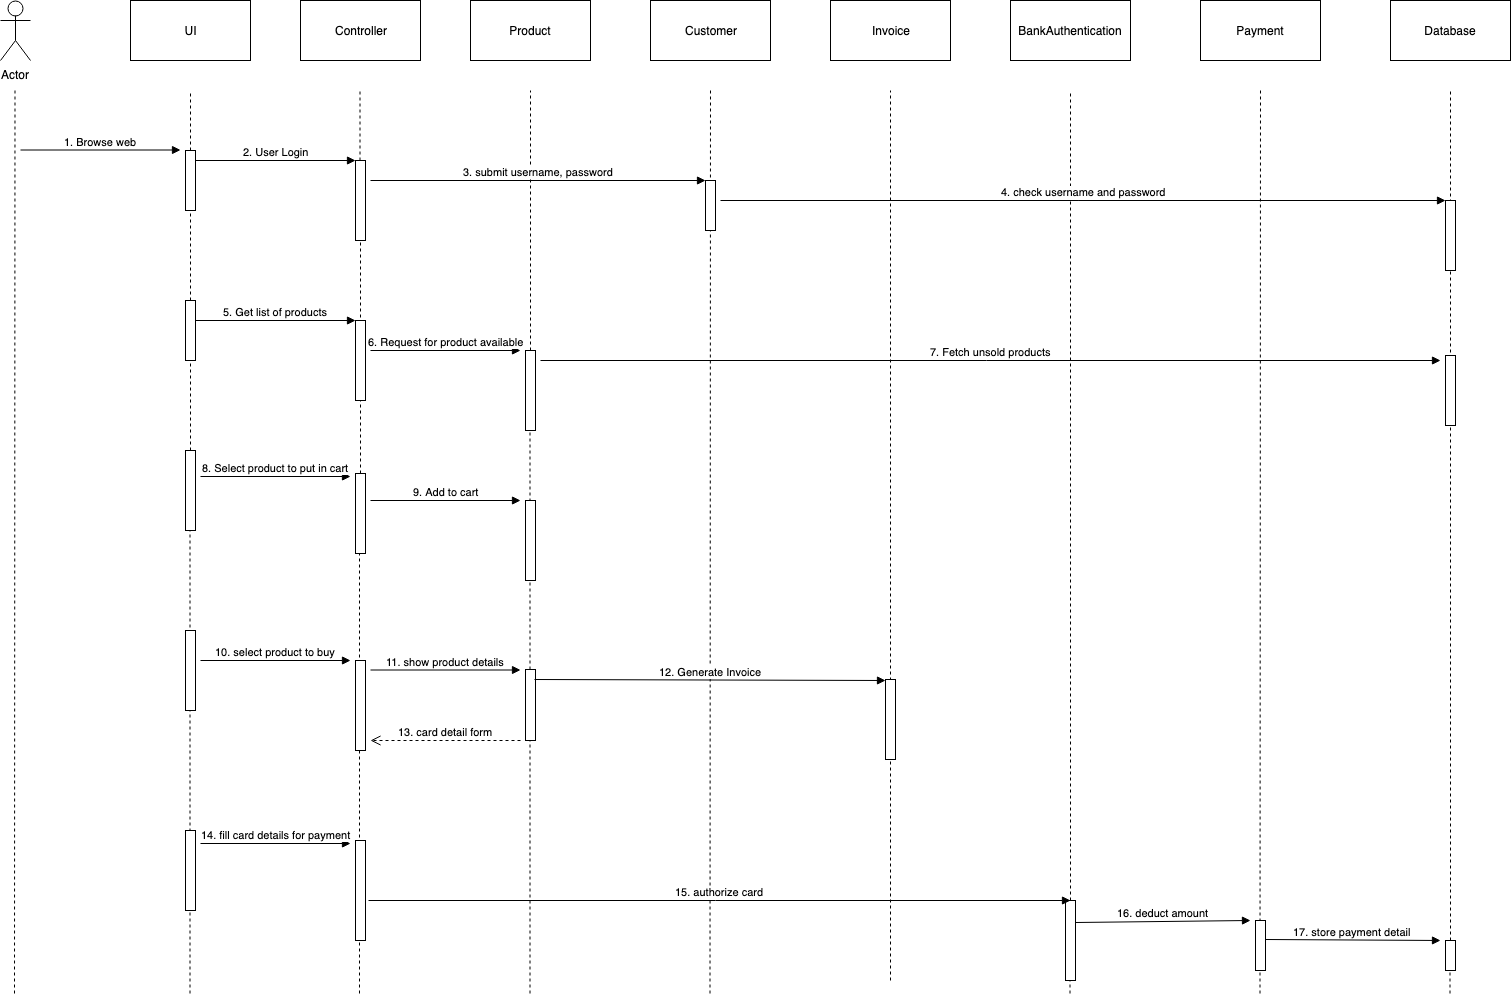 UI
Controller
Product
Customer
Invoice
BankAuthentication
Payment
Database
Actor
1. Browse web
2. User Login
3. submit username, password
4. check username and password
5. Get list of products
6. Request for product available
7. Fetch unsold products
8. Select product to put in cart
9. Add to cart
10. select product to buy
11. show product details
12. Generate Invoice
13. card detail form
14. fill card details for payment
15. authorize card
16. deduct amount
17. store payment detail